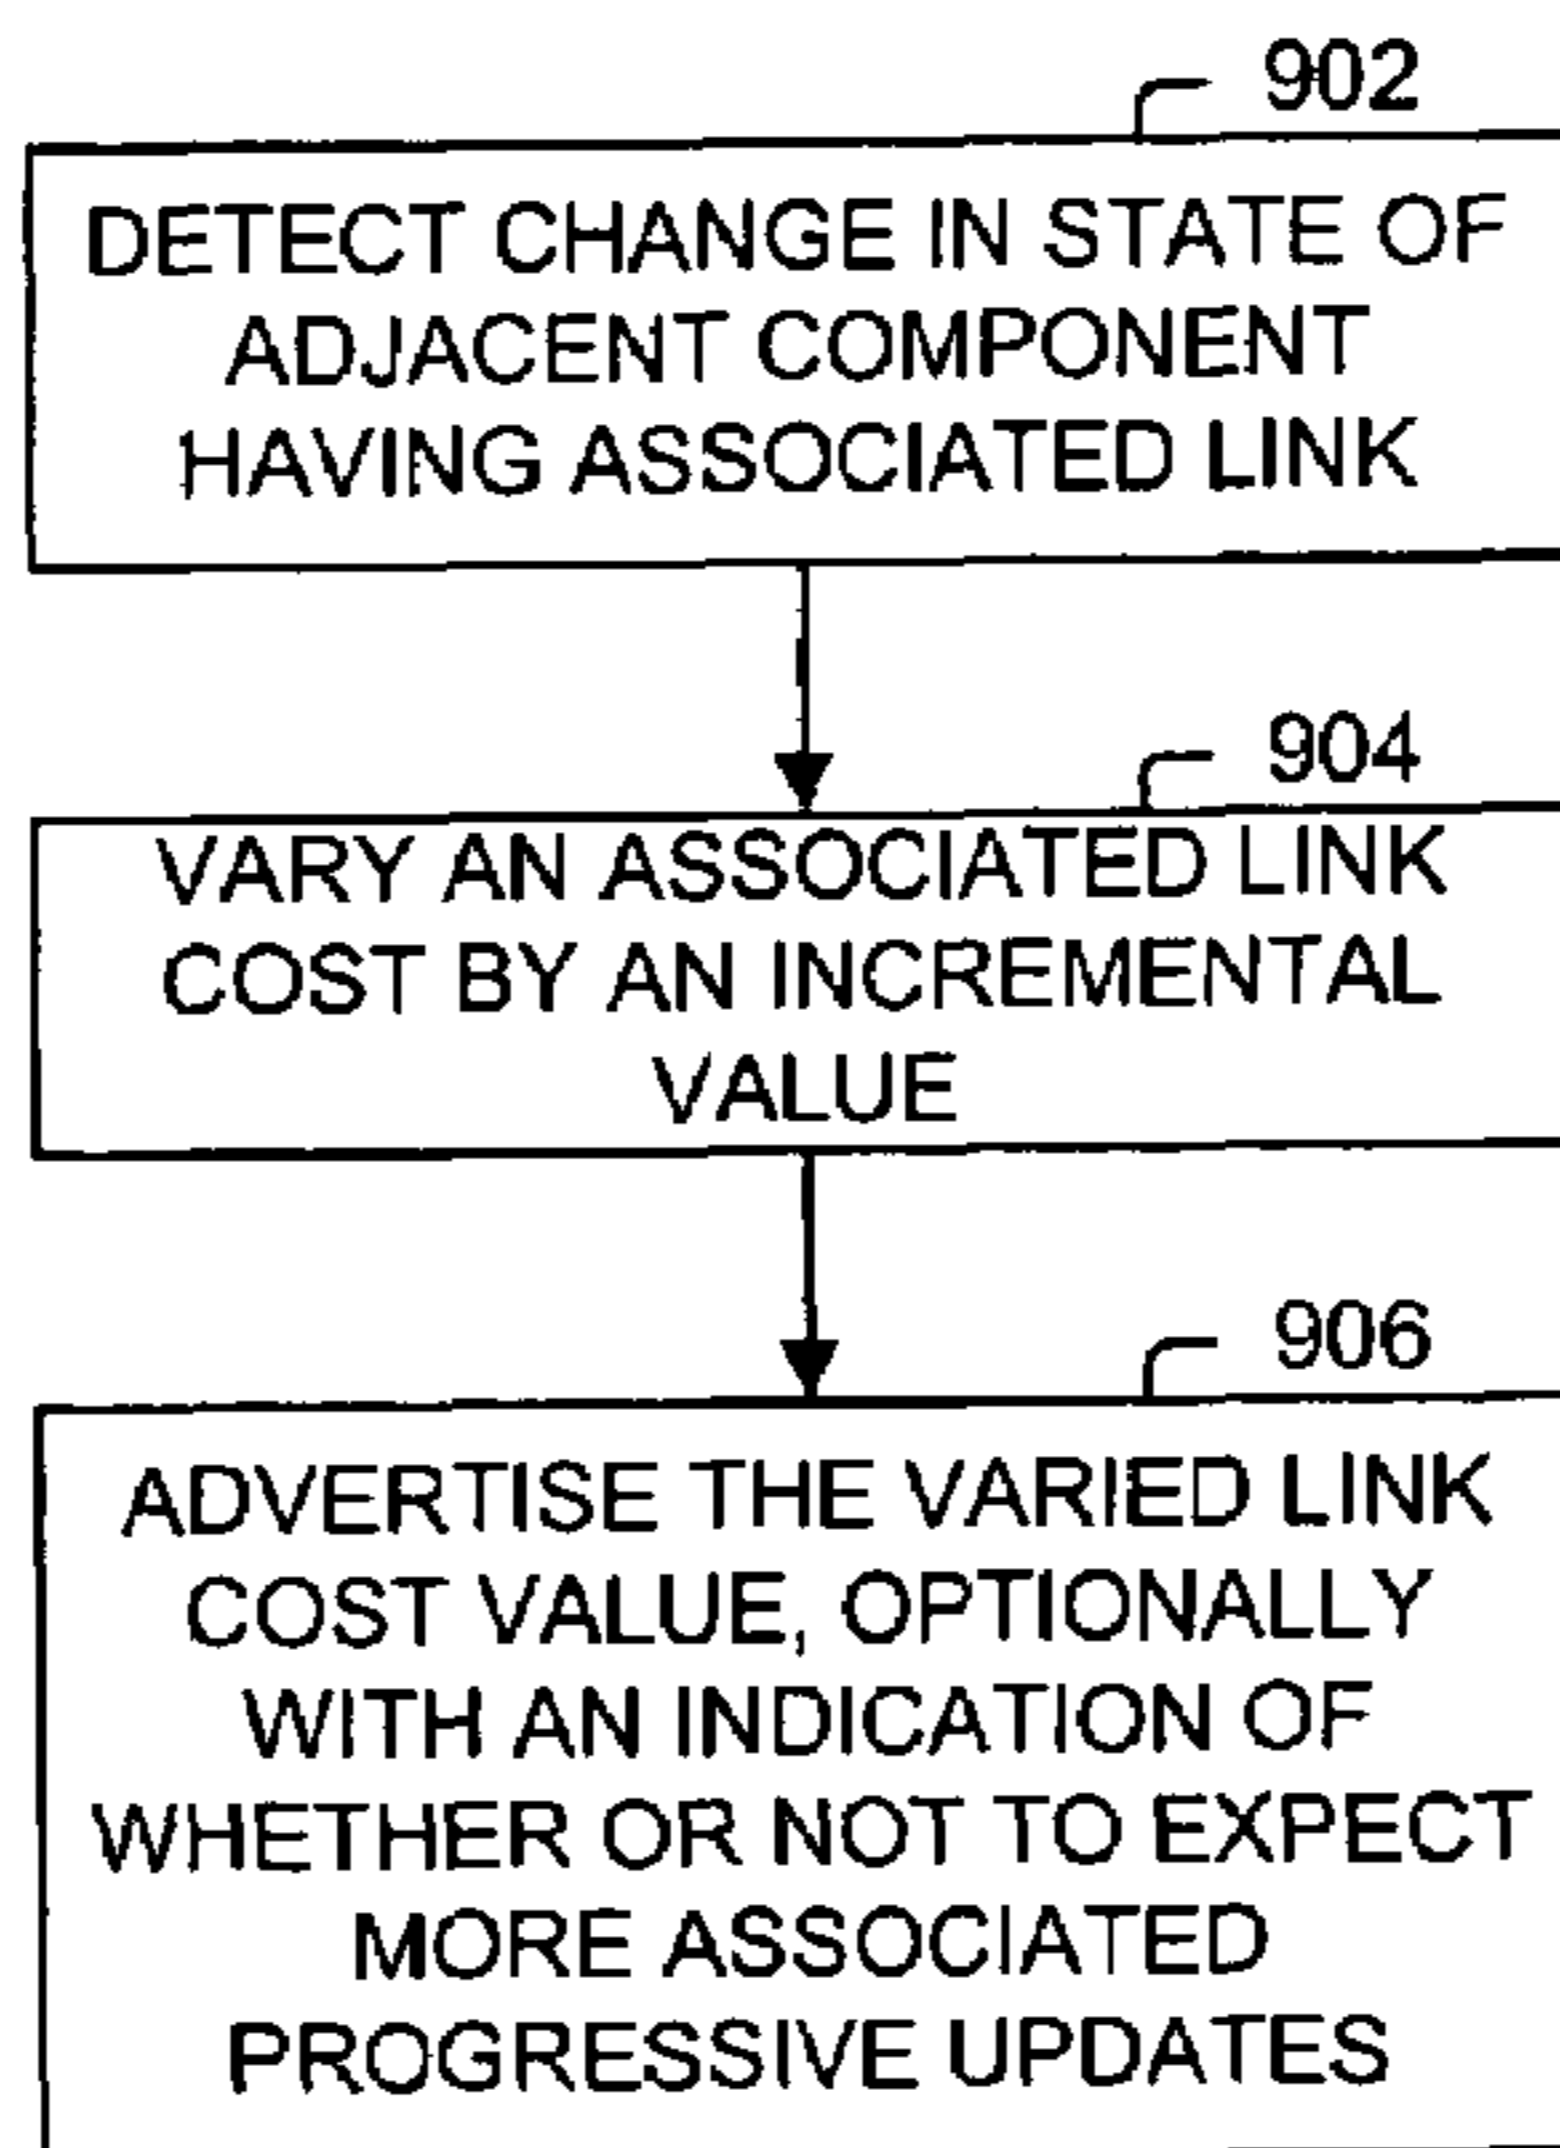 902
DETECT CHANGE IN STATE OF
ADJACENT COMPONENT
HAVING ASSOCIATED LINK
904
VARY AN ASSOCIATED LINK
COST BY AN INCREMENTAL
VALUE
906
ADVERTISE THE VARIED LINK
COST VALUE, OPTIONALLY
WITH AN INDICATION OF
WHETHER OR NOT TO EXPECT
MORE ASSOCIATED
PROGRESSIVE UPDATES